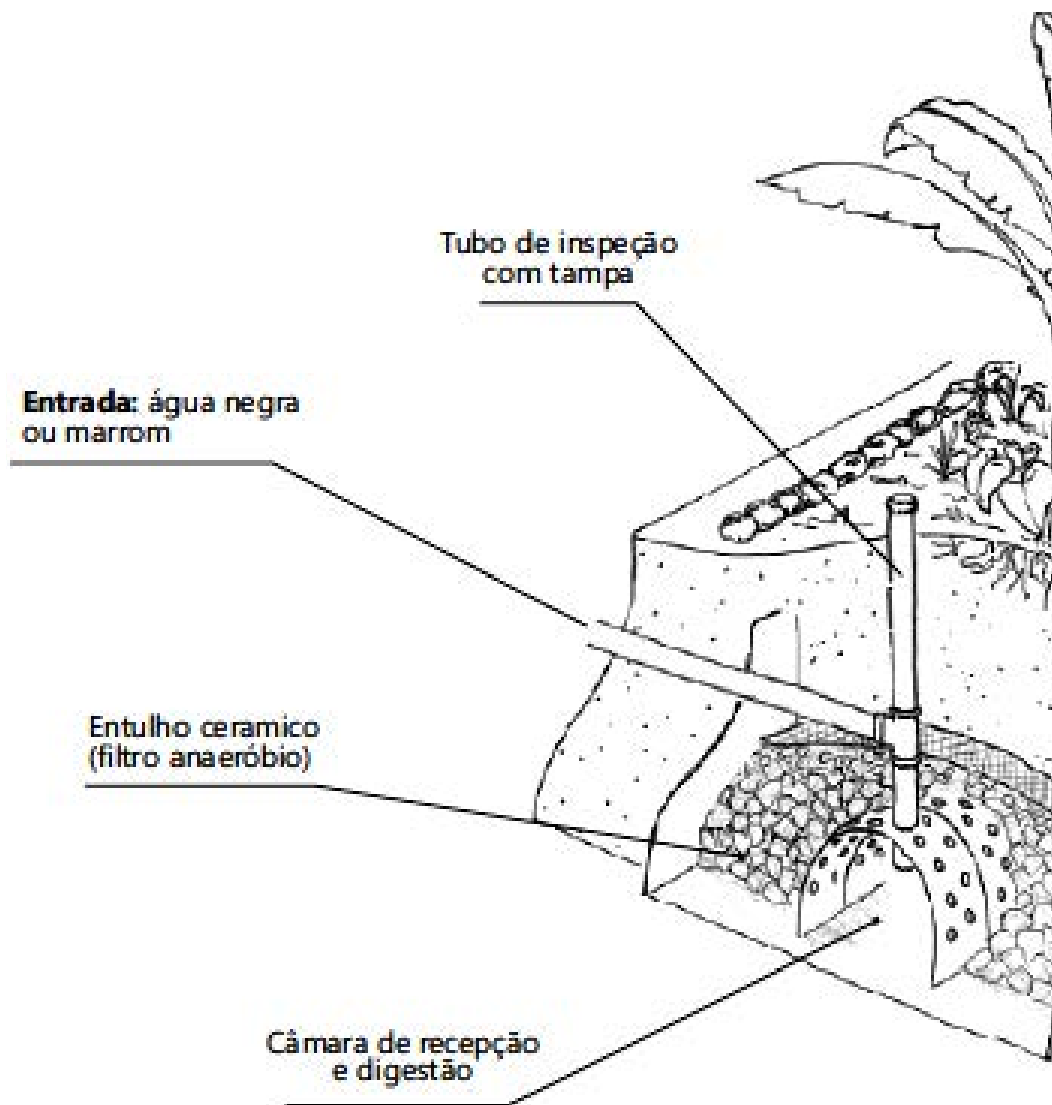 Tubo de inspeção
com tampa
Entrada: água negra
ou marrom
Entulho ceramico
(filtro anaeróbio)
Câmara de recepção
e digestão